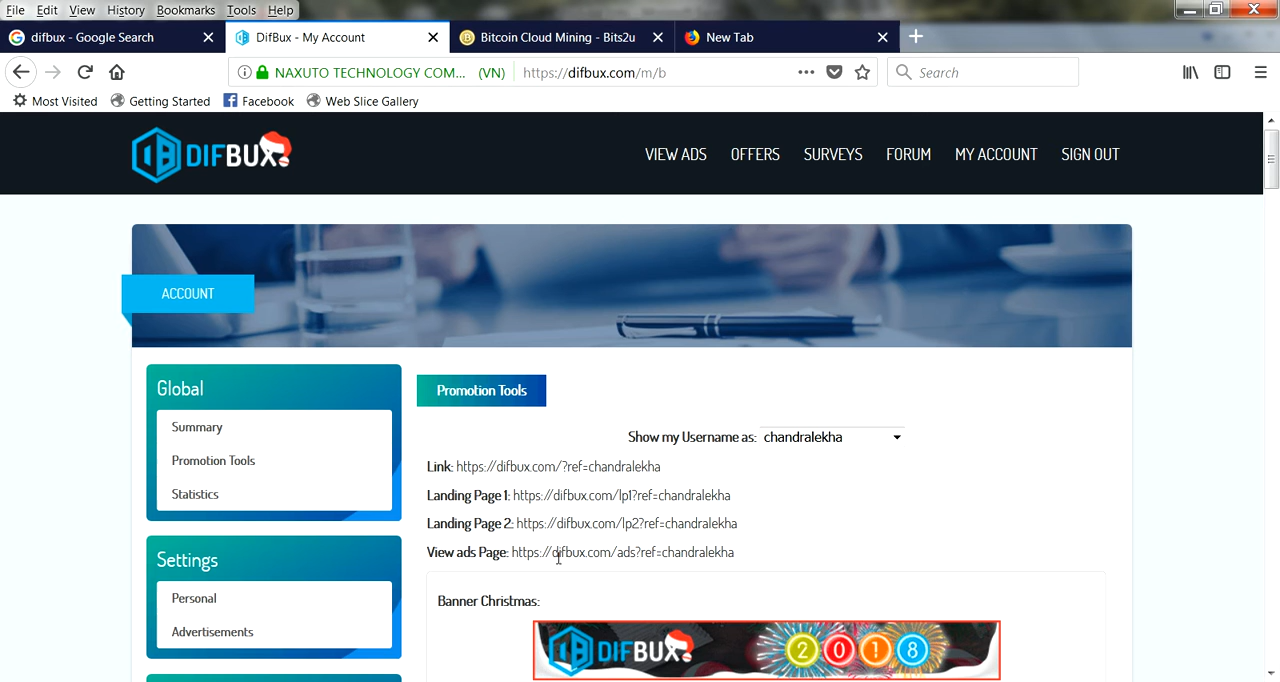 File Edit View History Bookmarks Tools Help
difbux - Google Search
DifBux - My Account
Bitcoin Cloud Mining - Bits2u
New Tab
NAXUTO TECHNOLOGY COM... (VN) https://difbux.com/m/b
Search
Most Visited Getting Started Facebook Web Slice Gallery
DIFBUX
VIEW ADS OFFERS SURVEYS FORUM MY ACCOUNT SIGN OUT
ACCOUNT
Global
Summary
Promotion Tools
Statistics
Settings
Personal
Advertisements
Promotion Tools
Show my Username as: chandralekha
Link: https://difbux.com/?ref=chandralekha
Landing Page 1: https://difbux.com/lp1?ref=chandralekha
Landing Page 2: https://difbux.com/lp2?ref=chandralekha
View ads Page: https://difbux.com/ads?ref=chandralekha
Banner Christmas:
DIFBUX 2018